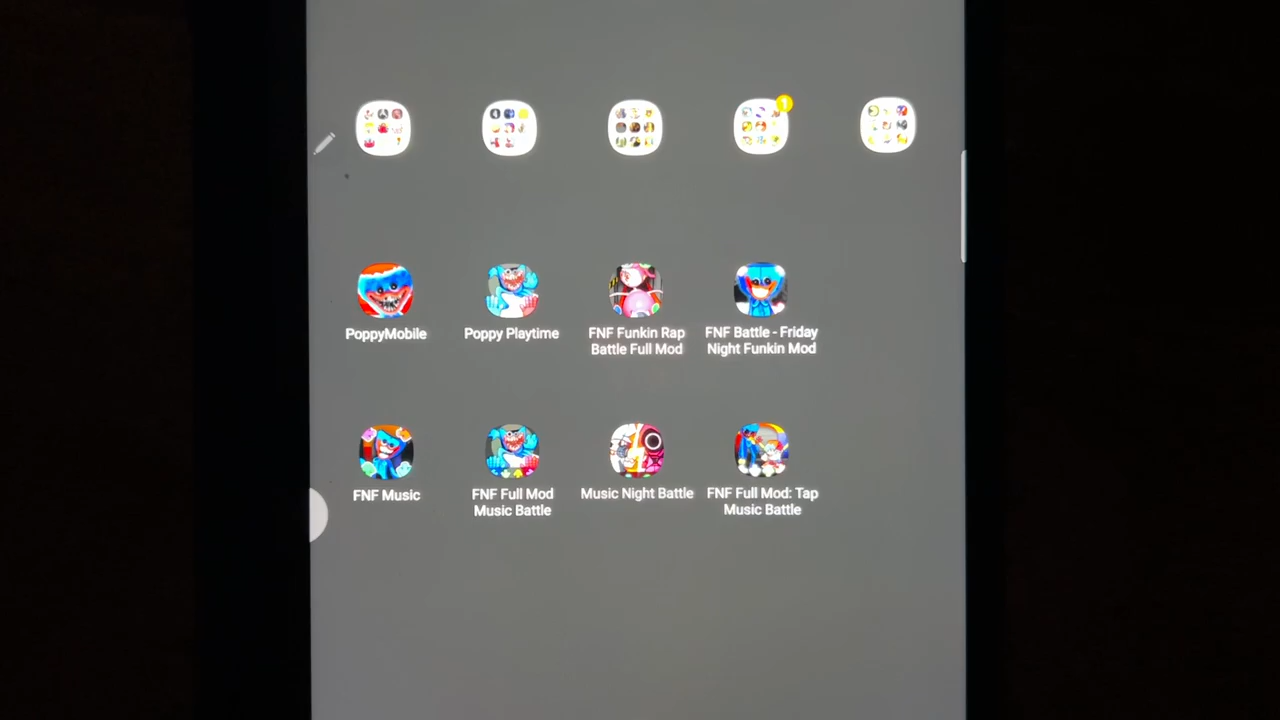 1
PoppyMobile
Poppy Playtime
FNF Funkin Rap
Battle Full Mod
FNF Battle - Friday
Night Funkin Mod
FNF Music
FNF Full Mod
Music Battle
Music Night Battle
FNF Full Mod: Tap
Music Battle